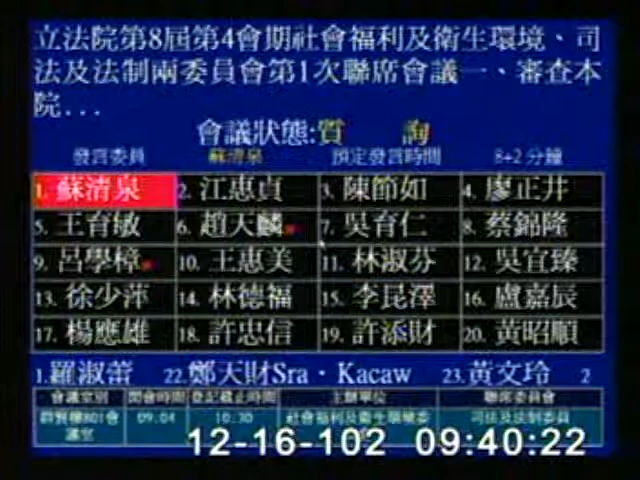 立法院第8屆第4會期社會福利及衛生環境、司
法及法制兩委員會第1次聯席會議一、審查本
院...
會議狀態:質 詢
發言委員 蘇清泉 預定發言時間 8+2 分鐘
1. 蘇清泉 2. 江惠貞 3. 陳節如 4. 廖正井
5. 王育敏 6. 趙天麟 7. 吳育仁 8. 蔡錦隆
9. 呂學樟 10. 王惠美 11. 林淑芬 12. 吳宜臻
13. 徐少萍 14. 林德福 15. 李昆澤 16. 盧嘉辰
17. 楊應雄 18. 許忠信 19. 許添財 20. 黃昭順
1.羅淑蕾 22.鄭天財Sra．Kacaw 23.黃文玲 2
會議室別 開會時間 登記截止時間 主辦單位 聯席委員會
群賢樓801會 09.04 10.30 社會福利及衛生環境委 司法及法制委員
議室
12-16-102 09:40:22